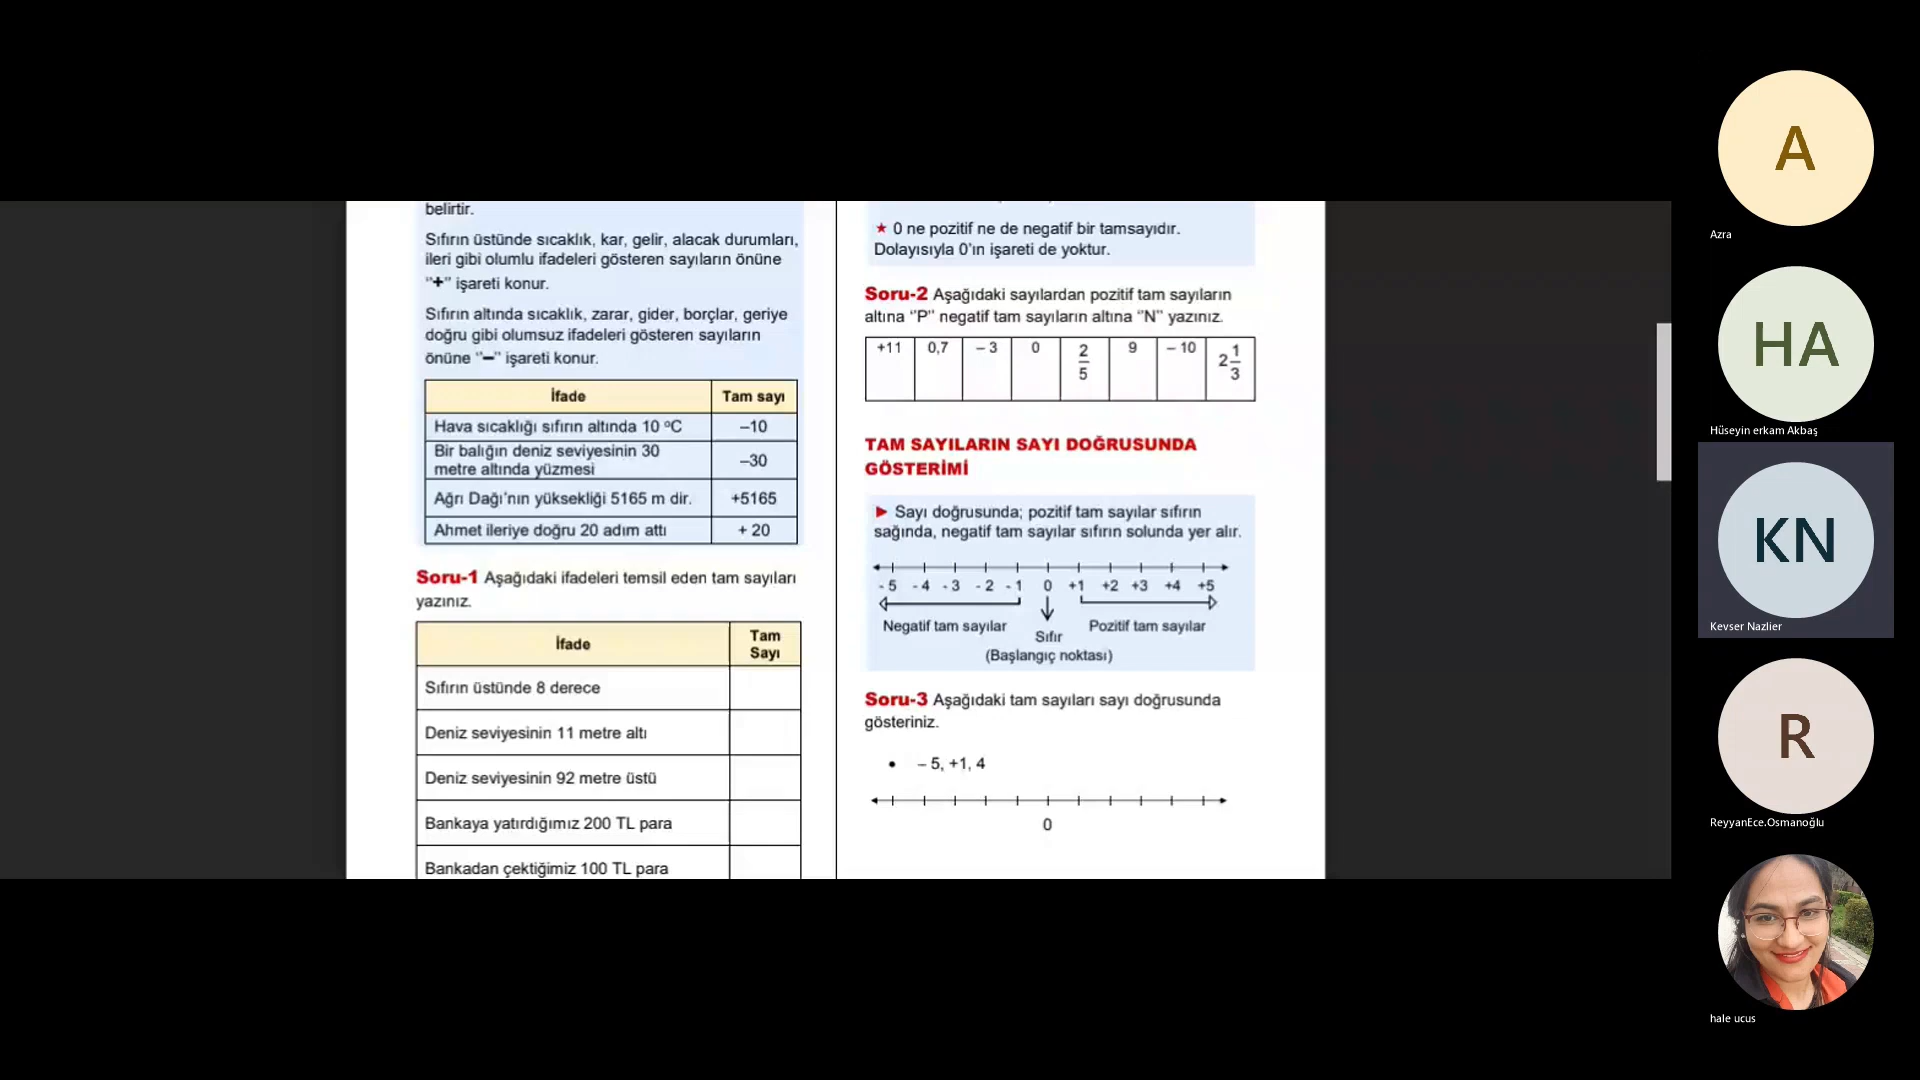 belirtir.
Sıfırın üstünde sıcaklık, kar, gelir, alacak durumları,
ileri gibi olumlu ifadeleri gösteren sayıların önüne
“+” işareti konur.
Sıfırın altında sıcaklık, zarar, gider, borçlar, geriye
doğru gibi olumsuz ifadeleri gösteren sayıların
önüne “–” işareti konur.
İfade Tam sayı
Hava sıcaklığı sıfırın altında 10 ºC –10
Bir balığın deniz seviyesinin 30
metre altında yüzmesi –30
Ağrı Dağı’nın yüksekliği 5165 m dir. +5165
Ahmet ileriye doğru 20 adım attı + 20
Soru-1 Aşağıdaki ifadeleri temsil eden tam sayıları
yazınız.
İfade Tam
Sayı
Sıfırın üstünde 8 derece
Deniz seviyesinin 11 metre altı
Deniz seviyesinin 92 metre üstü
Bankaya yatırdığımız 200 TL para
Bankadan çektiğimiz 100 TL para
★ 0 ne pozitif ne de negatif bir tamsayıdır.
Dolayısıyla 0’ın işareti de yoktur.
Soru-2 Aşağıdaki sayılardan pozitif tam sayıların
altına “P” negatif tam sayıların altına “N” yazınız.
+11 0,7 – 3 0 2/5 9 – 10 2 1/3
TAM SAYILARIN SAYI DOĞRUSUNDA
GÖSTERİMİ
► Sayı doğrusunda; pozitif tam sayılar sıfırın
sağında, negatif tam sayılar sıfırın solunda yer alır.
- 5 - 4 - 3 - 2 - 1 0 +1 +2 +3 +4 +5
Negatif tam sayılar Sıfır Pozitif tam sayılar
(Başlangıç noktası)
Soru-3 Aşağıdaki tam sayıları sayı doğrusunda
gösteriniz.
• – 5, +1, 4
0
A
Azra
HA
Hüseyin erkam Akbaş
KN
Kevser Nazlıer
R
ReyyanEce.Osmanoğlu
hale ucus